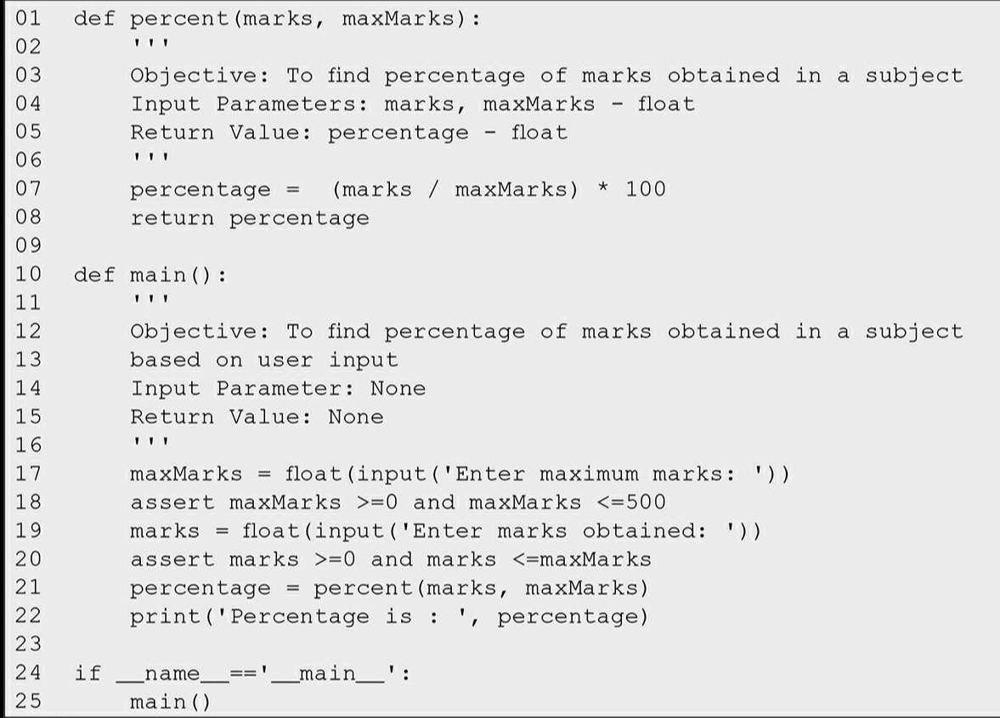 01 def percent(marks, maxMarks):
02     '''
03     Objective: To find percentage of marks obtained in a subject
04     Input Parameters: marks, maxMarks - float
05     Return Value: percentage - float
06     '''
07     percentage =  (marks / maxMarks) * 100
08     return percentage
09
10 def main():
11     '''
12     Objective: To find percentage of marks obtained in a subject
13     based on user input
14     Input Parameter: None
15     Return Value: None
16     '''
17     maxMarks = float(input('Enter maximum marks: '))
18     assert maxMarks >=0 and maxMarks <=500
19     marks = float(input('Enter marks obtained: '))
20     assert marks >=0 and marks <=maxMarks
21     percentage = percent(marks, maxMarks)
22     print('Percentage is : ', percentage)
23
24 if __name__=='__main__':
25     main()